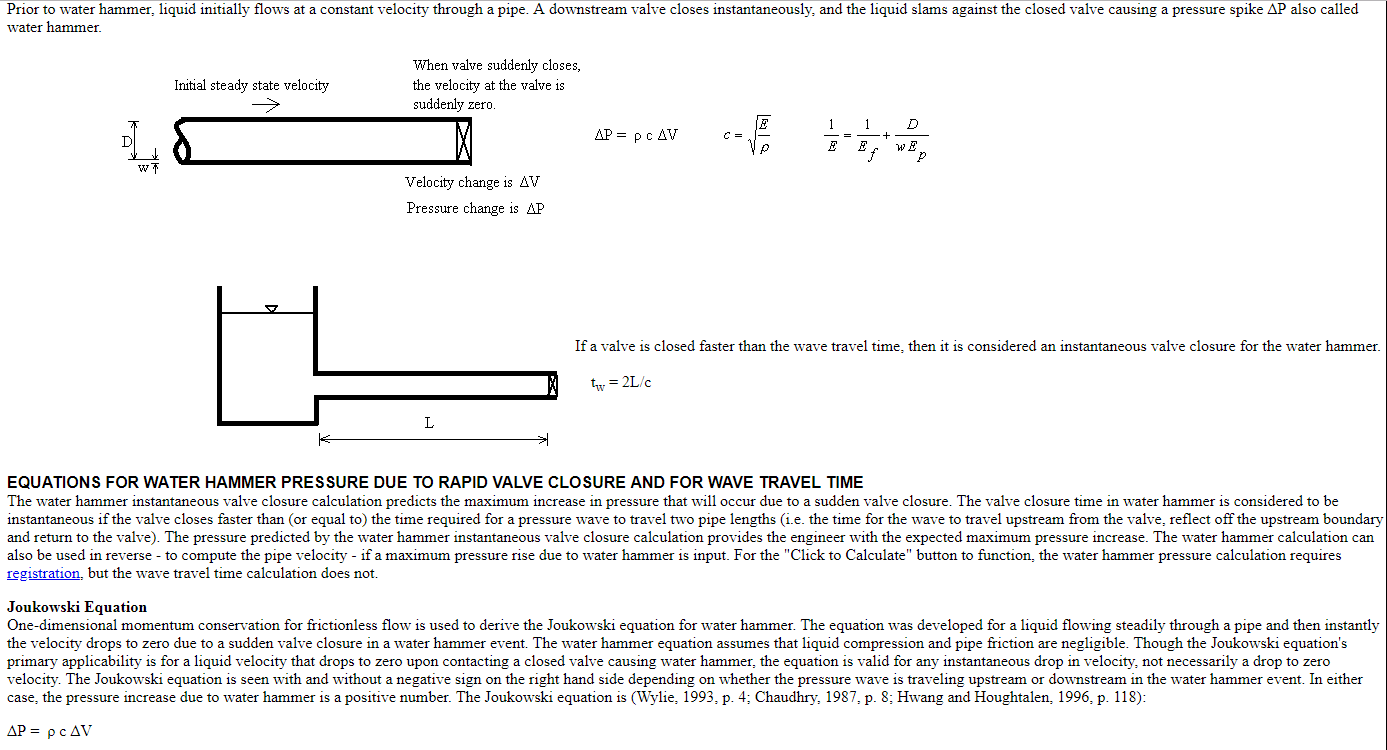 Prior to water hammer, liquid initially flows at a constant velocity through a pipe. A downstream valve closes instantaneously, and the liquid slams against the closed valve causing a pressure spike ΔP also called
water hammer.
When valve suddenly closes,
Initial steady state velocity
the velocity at the valve is
suddenly zero.
D
w
ΔP = ρ c ΔV
c = √(E/ρ)
1/E = 1/E_f + D/(w E_p)
Velocity change is ΔV
Pressure change is ΔP
If a valve is closed faster than the wave travel time, then it is considered an instantaneous valve closure for the water hammer.
t_w = 2L/c
L
EQUATIONS FOR WATER HAMMER PRESSURE DUE TO RAPID VALVE CLOSURE AND FOR WAVE TRAVEL TIME
The water hammer instantaneous valve closure calculation predicts the maximum increase in pressure that will occur due to a sudden valve closure. The valve closure time in water hammer is considered to be
instantaneous if the valve closes faster than (or equal to) the time required for a pressure wave to travel two pipe lengths (i.e. the time for the wave to travel upstream from the valve, reflect off the upstream boundary
and return to the valve). The pressure predicted by the water hammer instantaneous valve closure calculation provides the engineer with the expected maximum pressure increase. The water hammer calculation can
also be used in reverse - to compute the pipe velocity - if a maximum pressure rise due to water hammer is input. For the "Click to Calculate" button to function, the water hammer pressure calculation requires
registration, but the wave travel time calculation does not.
Joukowski Equation
One-dimensional momentum conservation for frictionless flow is used to derive the Joukowski equation for water hammer. The equation was developed for a liquid flowing steadily through a pipe and then instantly
the velocity drops to zero due to a sudden valve closure in a water hammer event. The water hammer equation assumes that liquid compression and pipe friction are negligible. Though the Joukowski equation's
primary applicability is for a liquid velocity that drops to zero upon contacting a closed valve causing water hammer, the equation is valid for any instantaneous drop in velocity, not necessarily a drop to zero
velocity. The Joukowski equation is seen with and without a negative sign on the right hand side depending on whether the pressure wave is traveling upstream or downstream in the water hammer event. In either
case, the pressure increase due to water hammer is a positive number. The Joukowski equation is (Wylie, 1993, p. 4; Chaudhry, 1987, p. 8; Hwang and Houghtalen, 1996, p. 118):
ΔP = ρ c ΔV